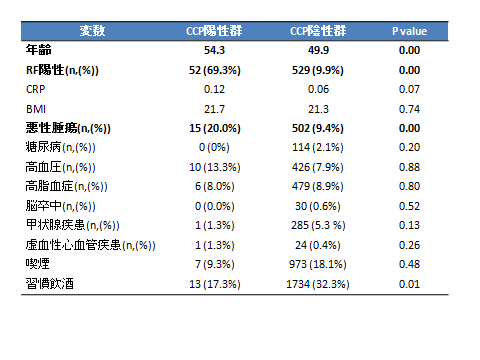 変数 CCP陽性群 CCP陰性群 P value
年齢 54.3 49.9 0.00
RF陽性(n,(%)) 52 (69.3%) 529 (9.9%) 0.00
CRP 0.12 0.06 0.07
BMI 21.7 21.3 0.74
悪性腫瘍(n,(%)) 15 (20.0%) 502 (9.4%) 0.00
糖尿病(n,(%)) 0 (0%) 114 (2.1%) 0.20
高血圧(n,(%)) 10 (13.3%) 426 (7.9%) 0.88
高脂血症(n,(%)) 6 (8.0%) 479 (8.9%) 0.80
脳卒中(n,(%)) 0 (0.0%) 30 (0.6%) 0.52
甲状腺疾患(n,(%)) 1 (1.3%) 285 (5.3 %) 0.13
虚血性心血管疾患(n,(%)) 1 (1.3%) 24 (0.4%) 0.26
喫煙 7 (9.3%) 973 (18.1%) 0.48
習慣飲酒 13 (17.3%) 1734 (32.3%) 0.01